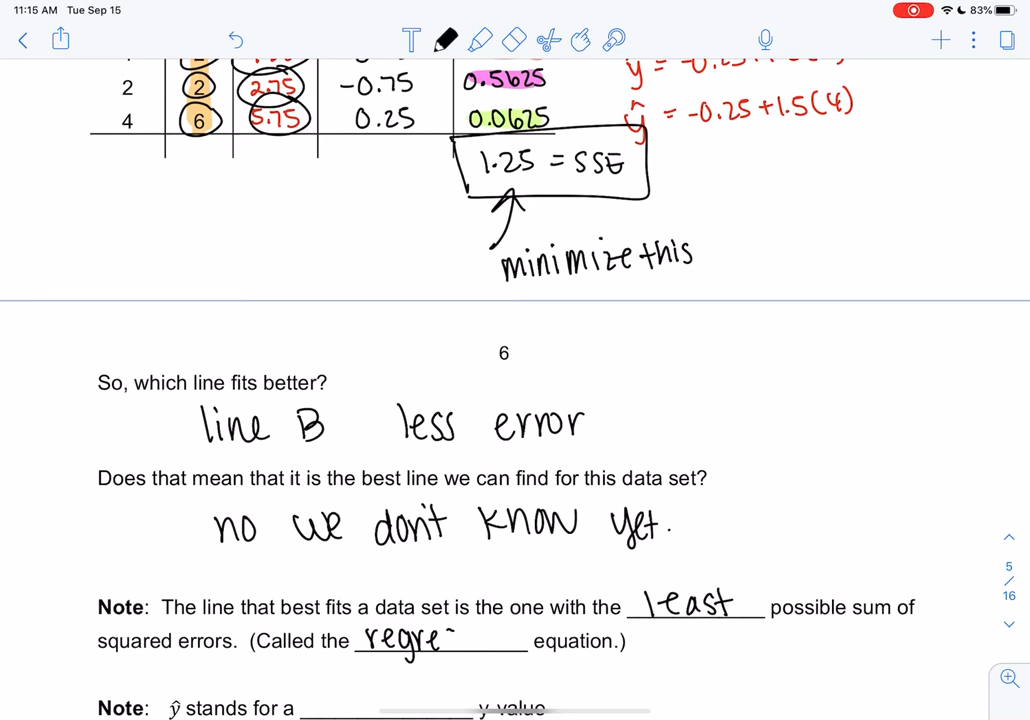 11:15 AM Tue Sep 15 83%
2 2 2.75 -0.75 0.5625
4 6 5.75 0.25 0.0625 ŷ = -0.25 + 1.5(4)
1.25 = SSE
minimize this
6
So, which line fits better?
line B less error
Does that mean that it is the best line we can find for this data set?
no we don't know yet.
Note: The line that best fits a data set is the one with the least possible sum of
squared errors. (Called the regre equation.)
Note: ŷ stands for a ___ y-value
5
/
16